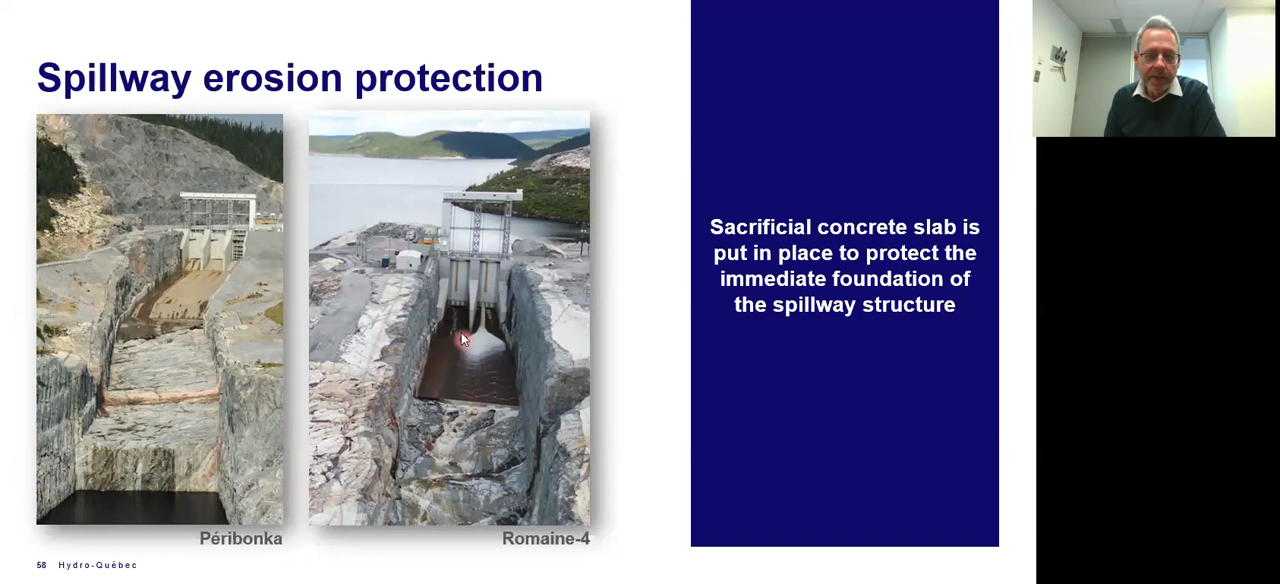 Spillway erosion protection
Sacrificial concrete slab is
put in place to protect the
immediate foundation of
the spillway structure
Péribonka
Romaine-4
58 Hydro-Québec